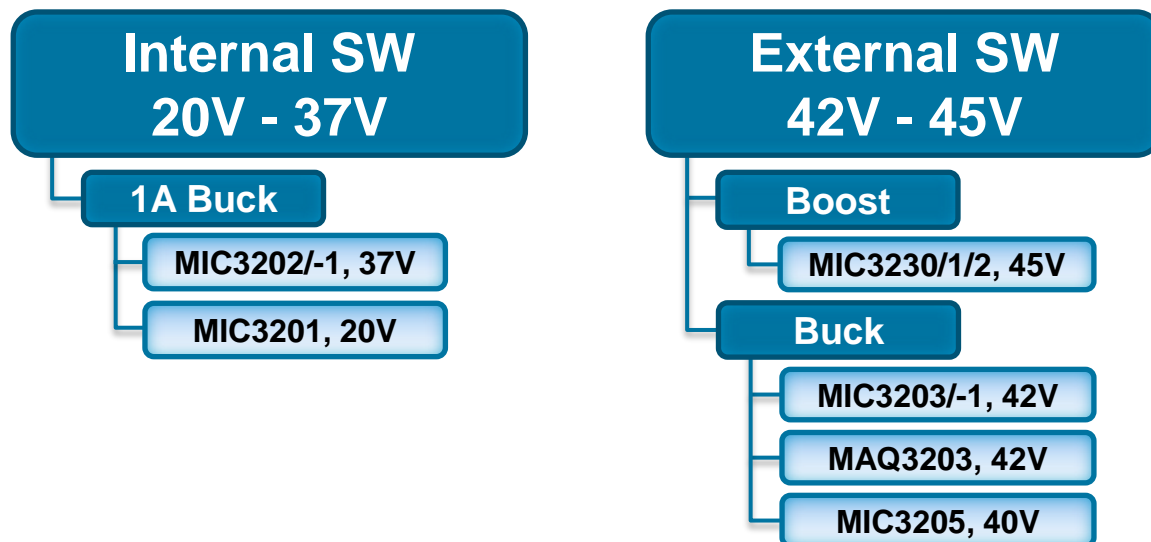 Internal SW
20V - 37V
1A Buck
MIC3202/-1, 37V
MIC3201, 20V
External SW
42V - 45V
Boost
MIC3230/1/2, 45V
Buck
MIC3203/-1, 42V
MAQ3203, 42V
MIC3205, 40V